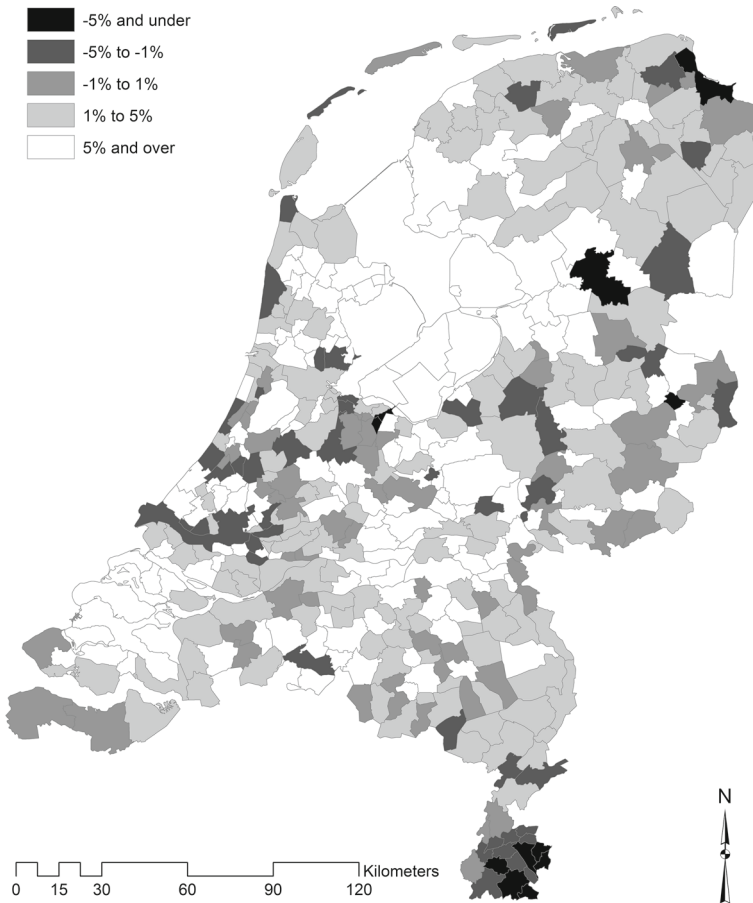 -5% and under
-5% to -1%
-1% to 1%
1% to 5%
5% and over
N
Kilometers
0 15 30 60 90 120